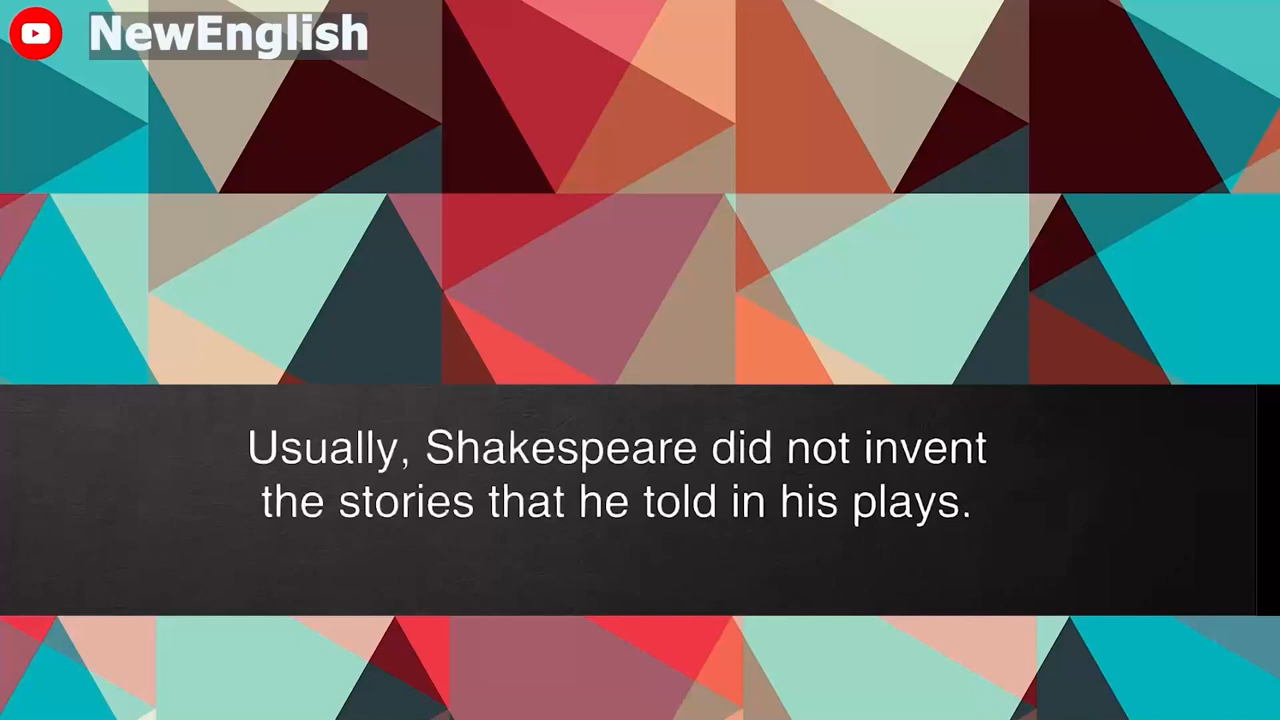 NewEnglish
Usually, Shakespeare did not invent
the stories that he told in his plays.